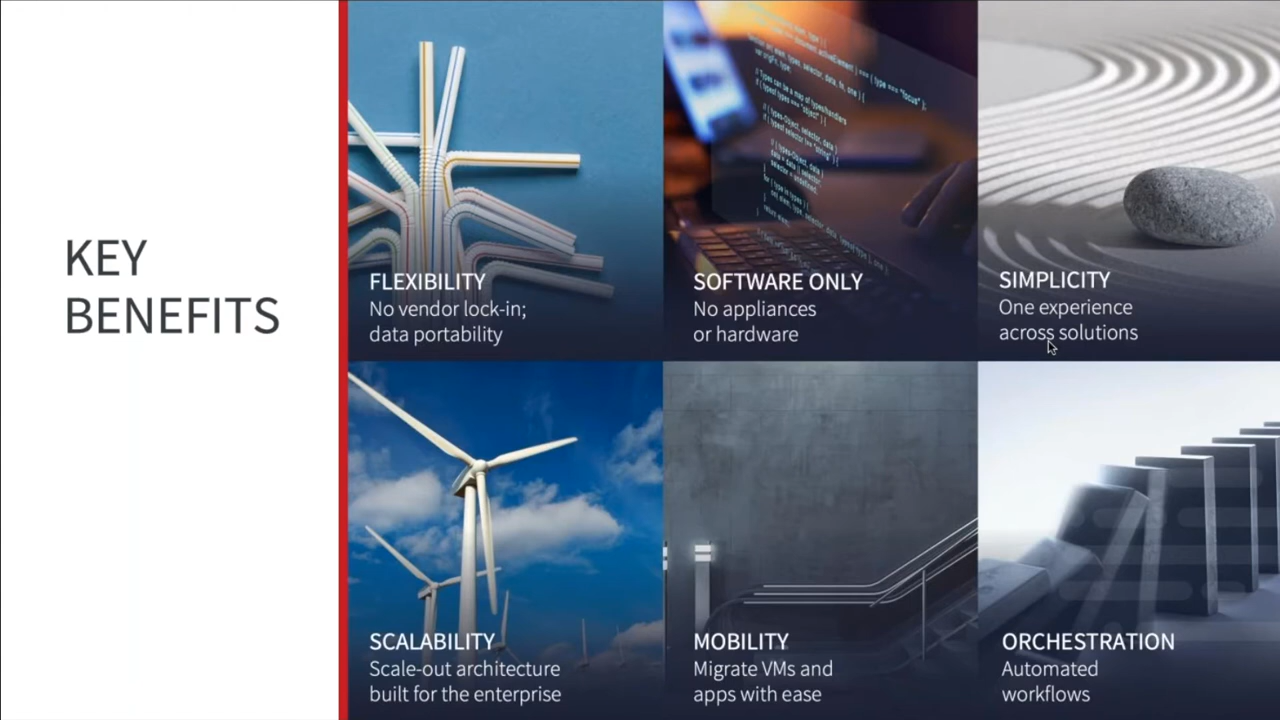 KEY
BENEFITS
FLEXIBILITY
No vendor lock-in;
data portability
SOFTWARE ONLY
No appliances
or hardware
SIMPLICITY
One experience
across solutions
SCALABILITY
Scale-out architecture
built for the enterprise
MOBILITY
Migrate VMs and
apps with ease
ORCHESTRATION
Automated
workflows